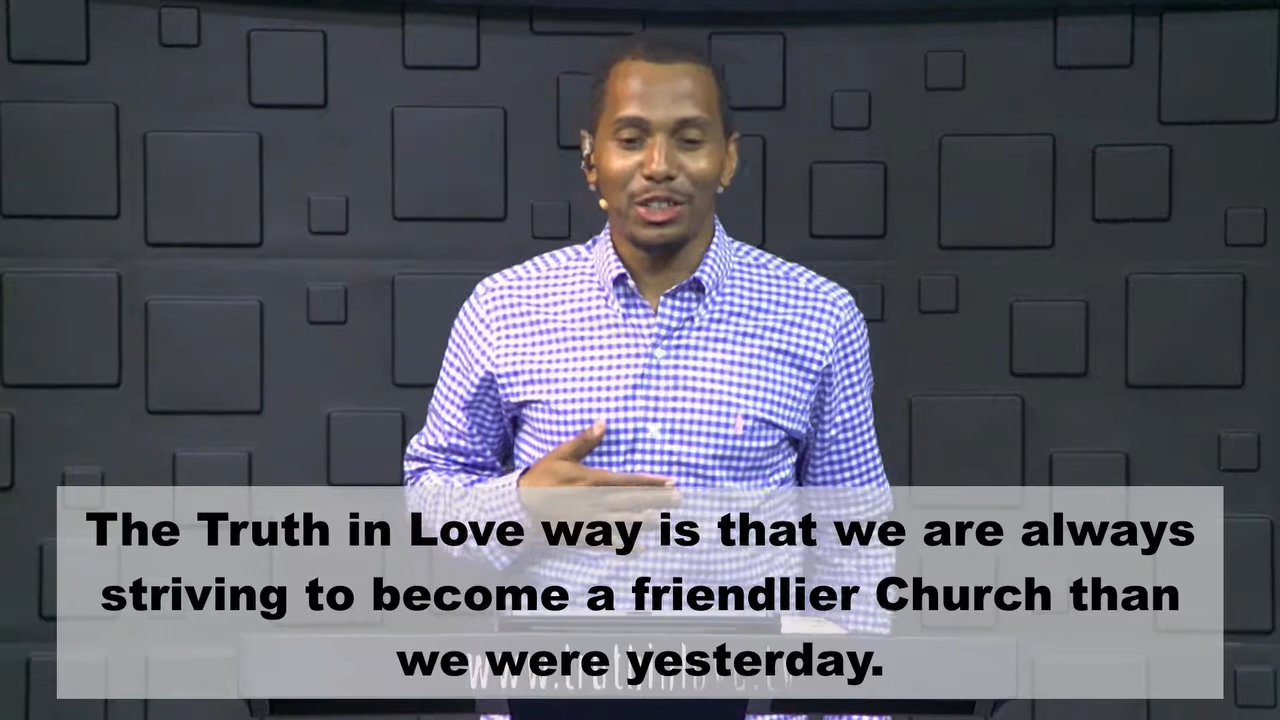 The Truth in Love way is that we are always
striving to become a friendlier Church than
we were yesterday.